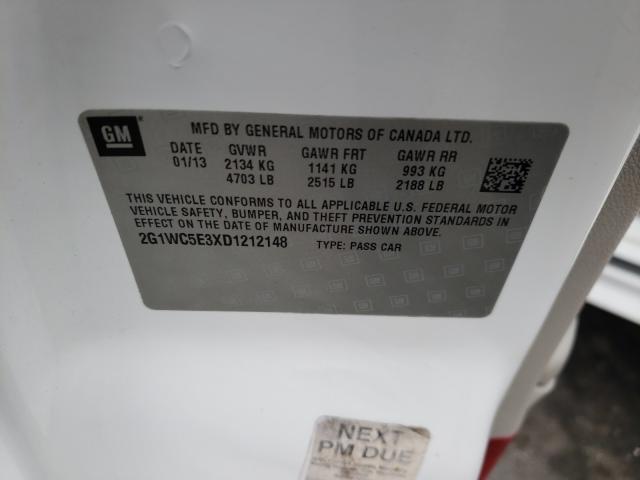 GM
MFD BY GENERAL MOTORS OF CANADA LTD.
DATE GVWR GAWR FRT GAWR RR
01/13 2134 KG 1141 KG 993 KG
4703 LB 2515 LB 2188 LB
THIS VEHICLE CONFORMS TO ALL APPLICABLE U.S. FEDERAL MOTOR
VEHICLE SAFETY, BUMPER, AND THEFT PREVENTION STANDARDS IN
EFFECT ON THE DATE OF MANUFACTURE SHOWN ABOVE.
2G1WC5E3XD1212148 TYPE: PASS CAR
NEXT
PM DUE